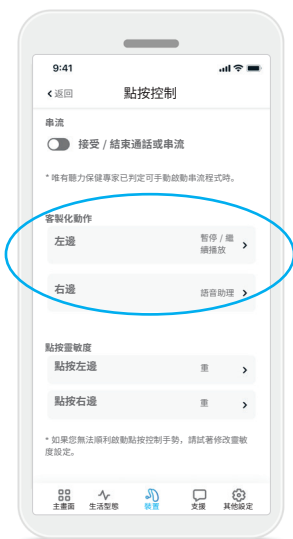 9:41
返回
點按控制
串流
接受 / 結束通話或串流
* 唯有聽力保健專家已判定可手動啟動串流程式時。
客製化動作
左邊
暫停 / 繼
續播放
右邊
語音助理
點按靈敏度
點按左邊
重
點按右邊
重
* 如果您無法順利啟動點按控制手勢，請試著修改靈敏
度設定。
主畫面 生活型態 裝置 支援 其他設定